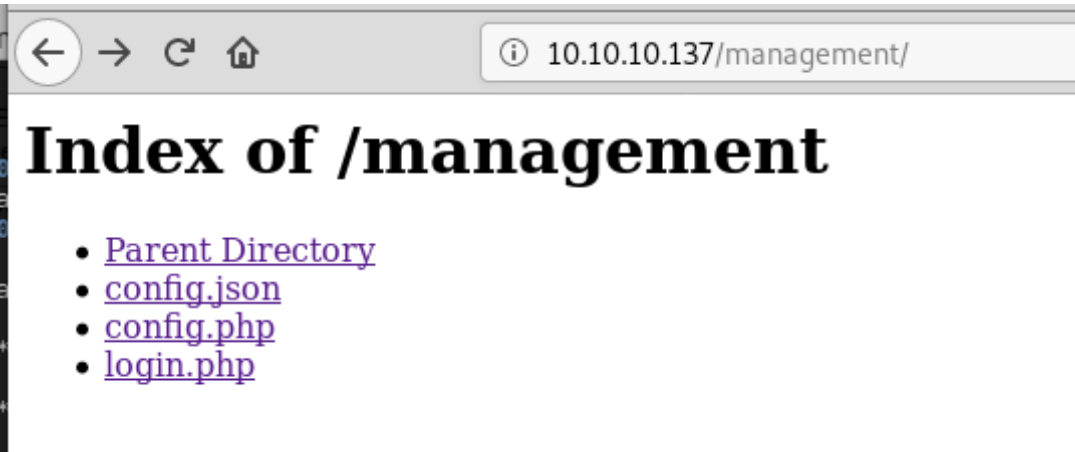 10.10.10.137/management/
Index of /management
Parent Directory
config.json
config.php
login.php